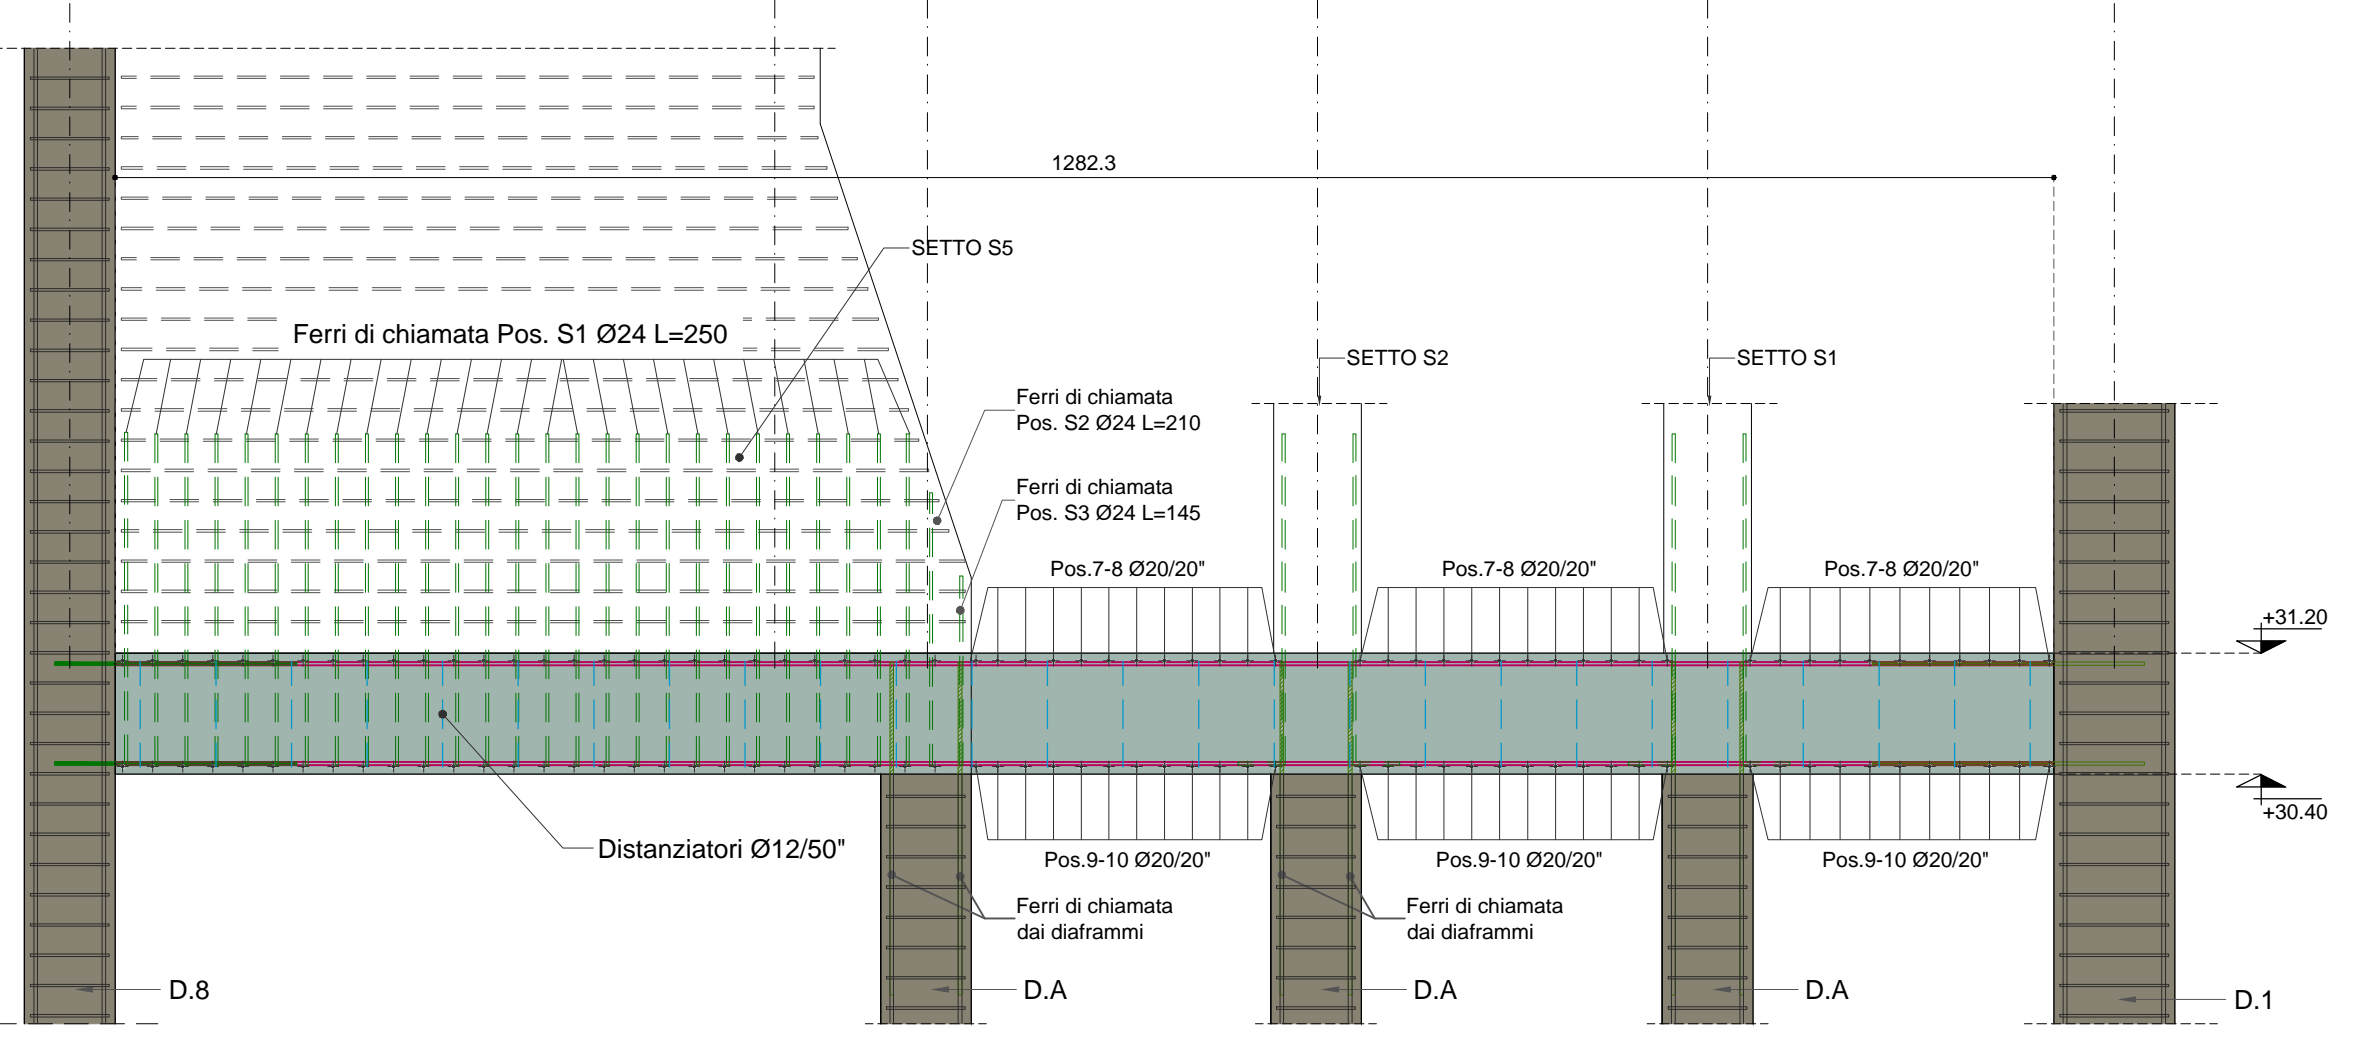 1282.3
SETTO S5
Ferri di chiamata Pos. S1 Ø24 L=250
SETTO S2
SETTO S1
Ferri di chiamata
Pos. S2 Ø24 L=210
Ferri di chiamata
Pos. S3 Ø24 L=145
Pos.7-8 Ø20/20"
Pos.7-8 Ø20/20"
Pos.7-8 Ø20/20"
+31.20
+30.40
Distanziatori Ø12/50"
Pos.9-10 Ø20/20"
Pos.9-10 Ø20/20"
Pos.9-10 Ø20/20"
Ferri di chiamata
dai diaframmi
Ferri di chiamata
dai diaframmi
D.8
D.A
D.A
D.A
D.1